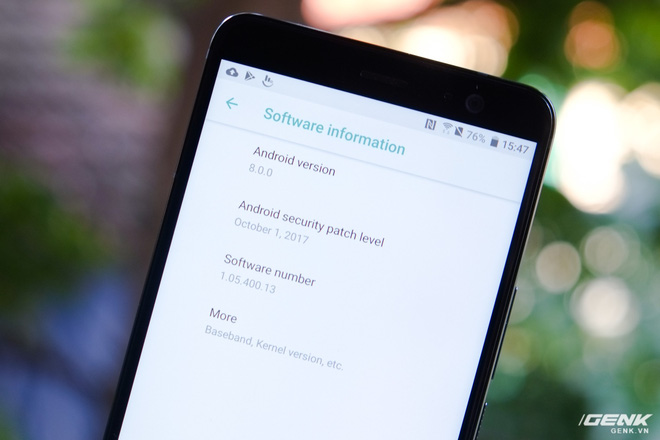 76% 15:47
Software information
Android version
8.0.0
Android security patch level
October 1, 2017
Software number
1.05.400.13
More
Baseband, Kernel version, etc.
GENK
GENK.VN